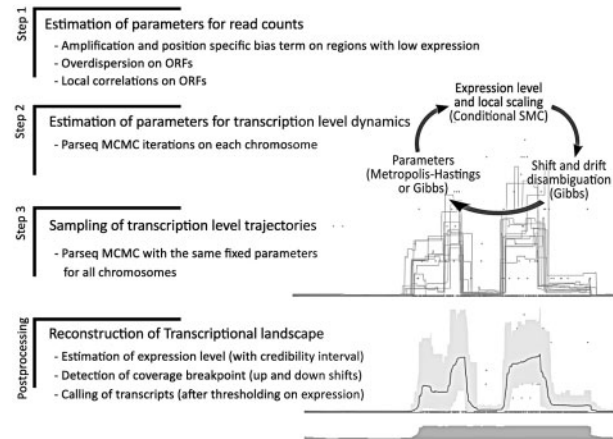 Step 1
Estimation of parameters for read counts
- Amplification and position specific bias term on regions with low expression
- Overdispersion on ORFs
- Local correlations on ORFs
Step 2
Estimation of parameters for transcription level dynamics
- Parseq MCMC iterations on each chromosome
Expression level
and local scaling
(Conditional SMC)
Parameters
(Metropolis-Hastings
or Gibbs)
Shift and drift
disambiguation
(Gibbs)
Step 3
Sampling of transcription level trajectories
- Parseq MCMC with the same fixed parameters
for all chromosomes
Postprocessing
Reconstruction of Transcriptional landscape
- Estimation of expression level (with credibility interval)
- Detection of coverage breakpoint (up and down shifts)
- Calling of transcripts (after thresholding on expression)